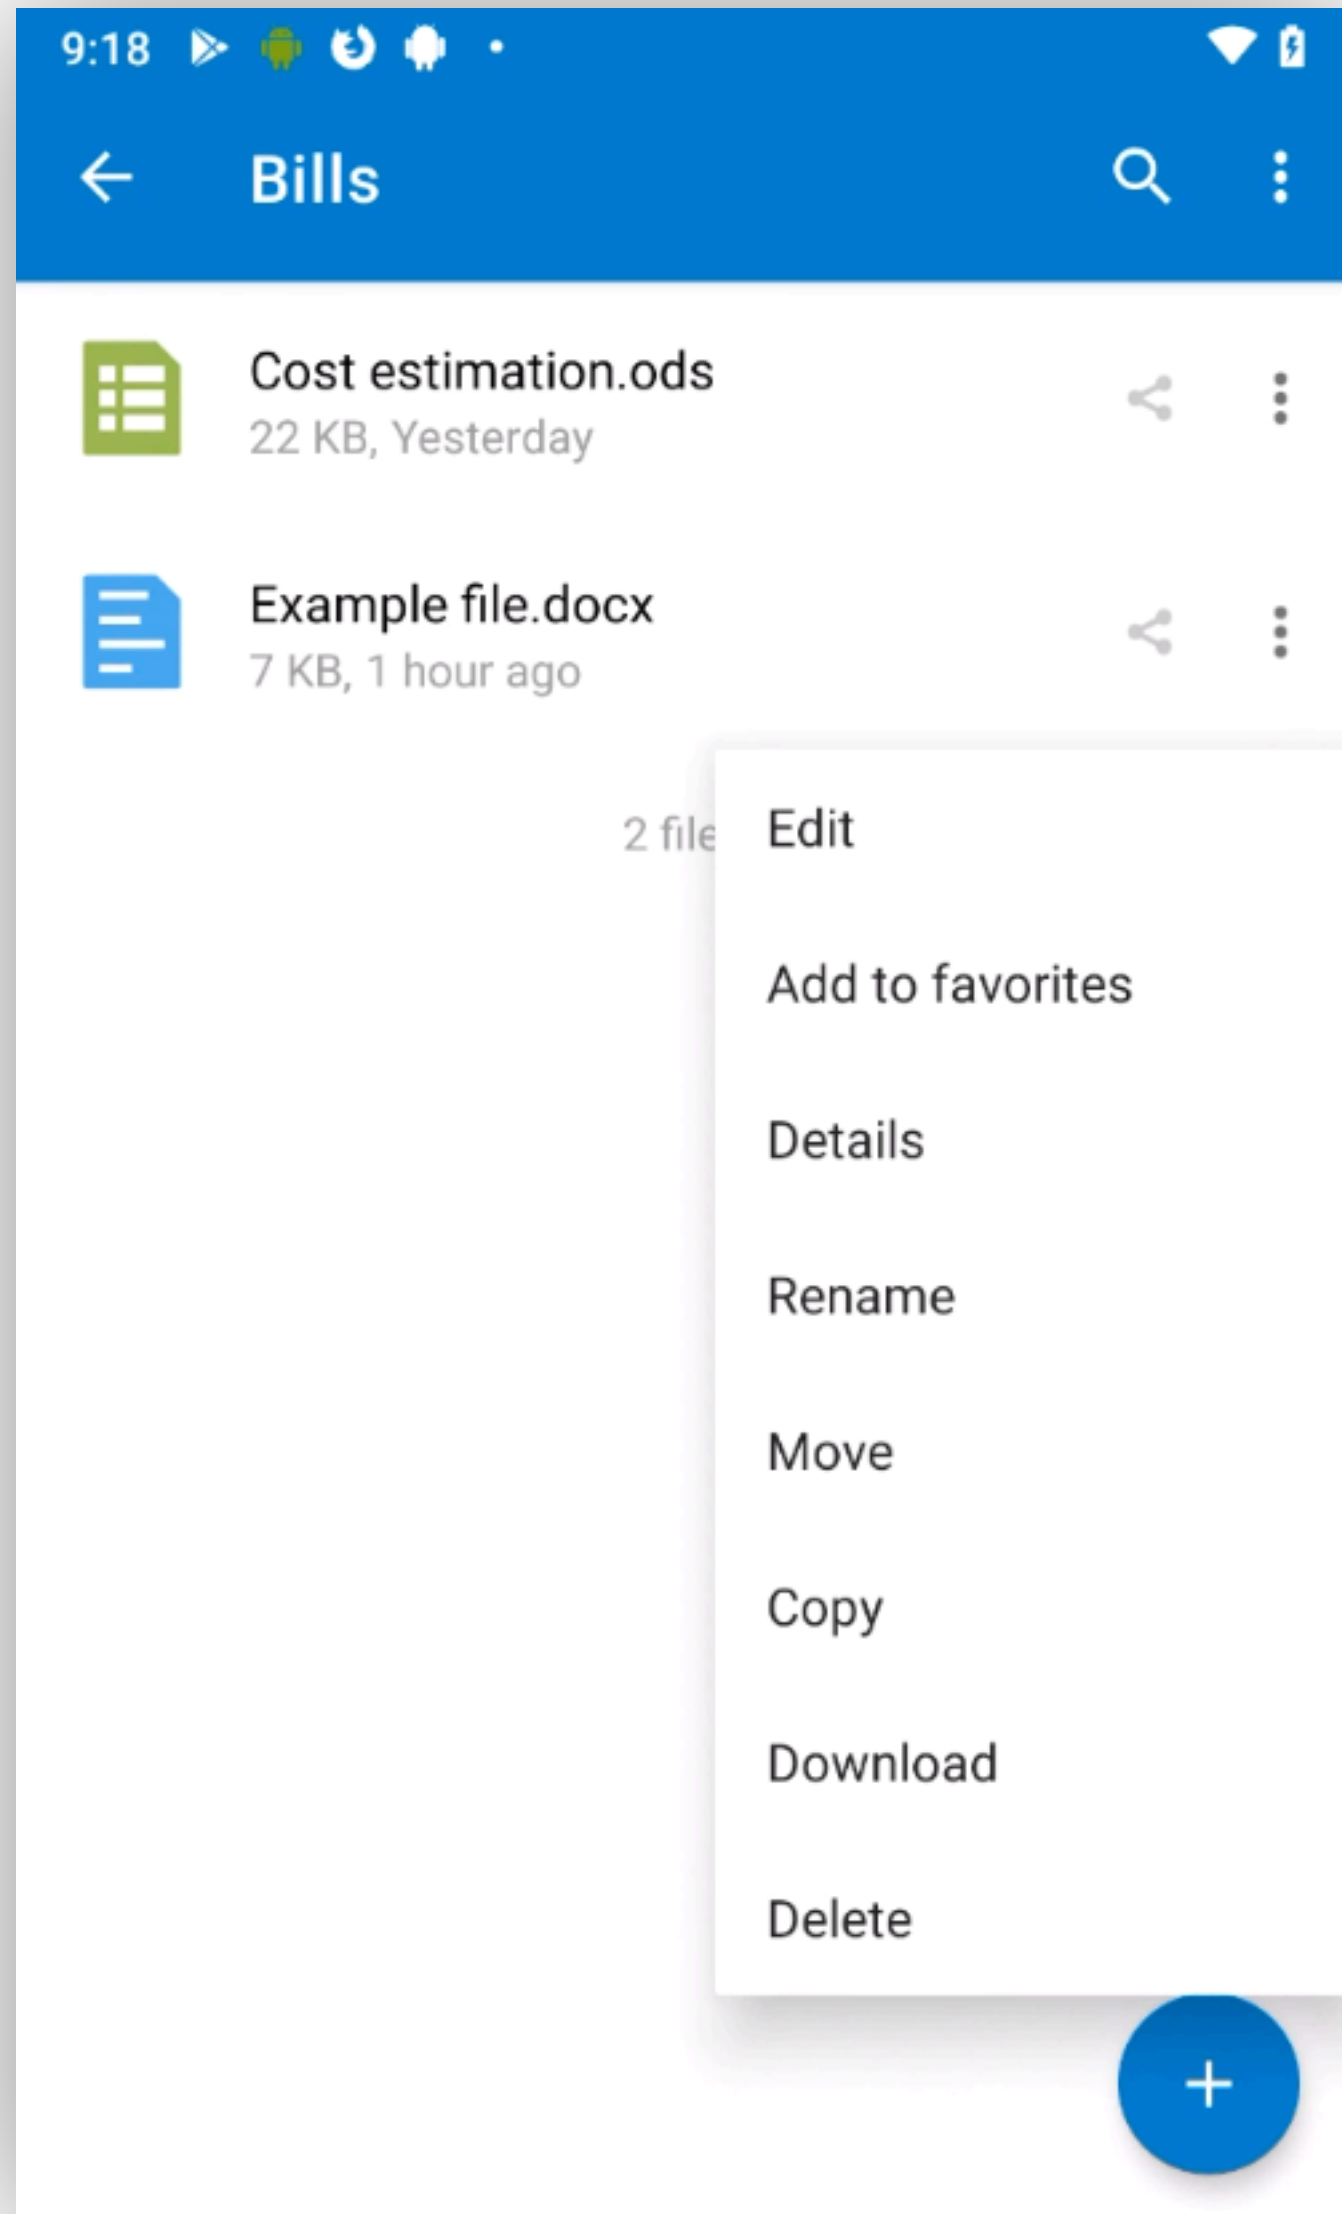 9:18
Bills
Cost estimation.ods
22 KB, Yesterday
Example file.docx
7 KB, 1 hour ago
2 file
Edit
Add to favorites
Details
Rename
Move
Copy
Download
Delete